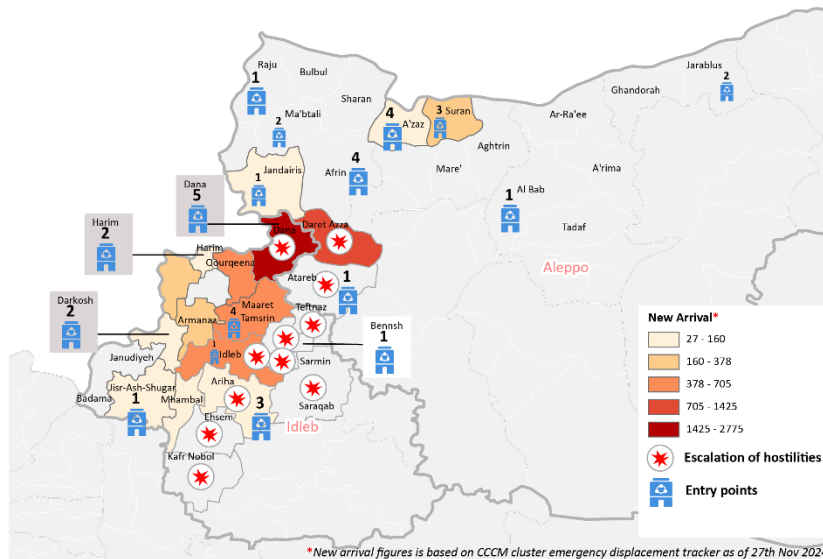 Raju
1
Bulbul
Sharan
Ma'btali
2
4
A'zaz
3
Suran
Jarablus
2
Ghandorah
Ar-Ra'ee
Aghtrin
Mare'
A'rima
4
Afrin
1
Jandairis
1
Al Bab
Tadaf
Aleppo
Dana
5
Harim
2
Darkosh
2
Dana
Daret Azza
Harim
Qourqeena
Atareb
1
Maaret
Tamsrin
4
Teftnaz
Armanaz
Bennsh
1
1
Idleb
Sarmin
Janudiyeh
Jisr-Ash-Shugar
Badama
1
Mhambal
Ariha
3
Saraqab
Ehsem
Idleb
Kafr Nobol
New Arrival*
27 - 160
160 - 378
378 - 705
705 - 1425
1425 - 2775
Escalation of hostilities
Entry points
*New arrival figures is based on CCCM cluster emergency displacement tracker as of 27th Nov 2024